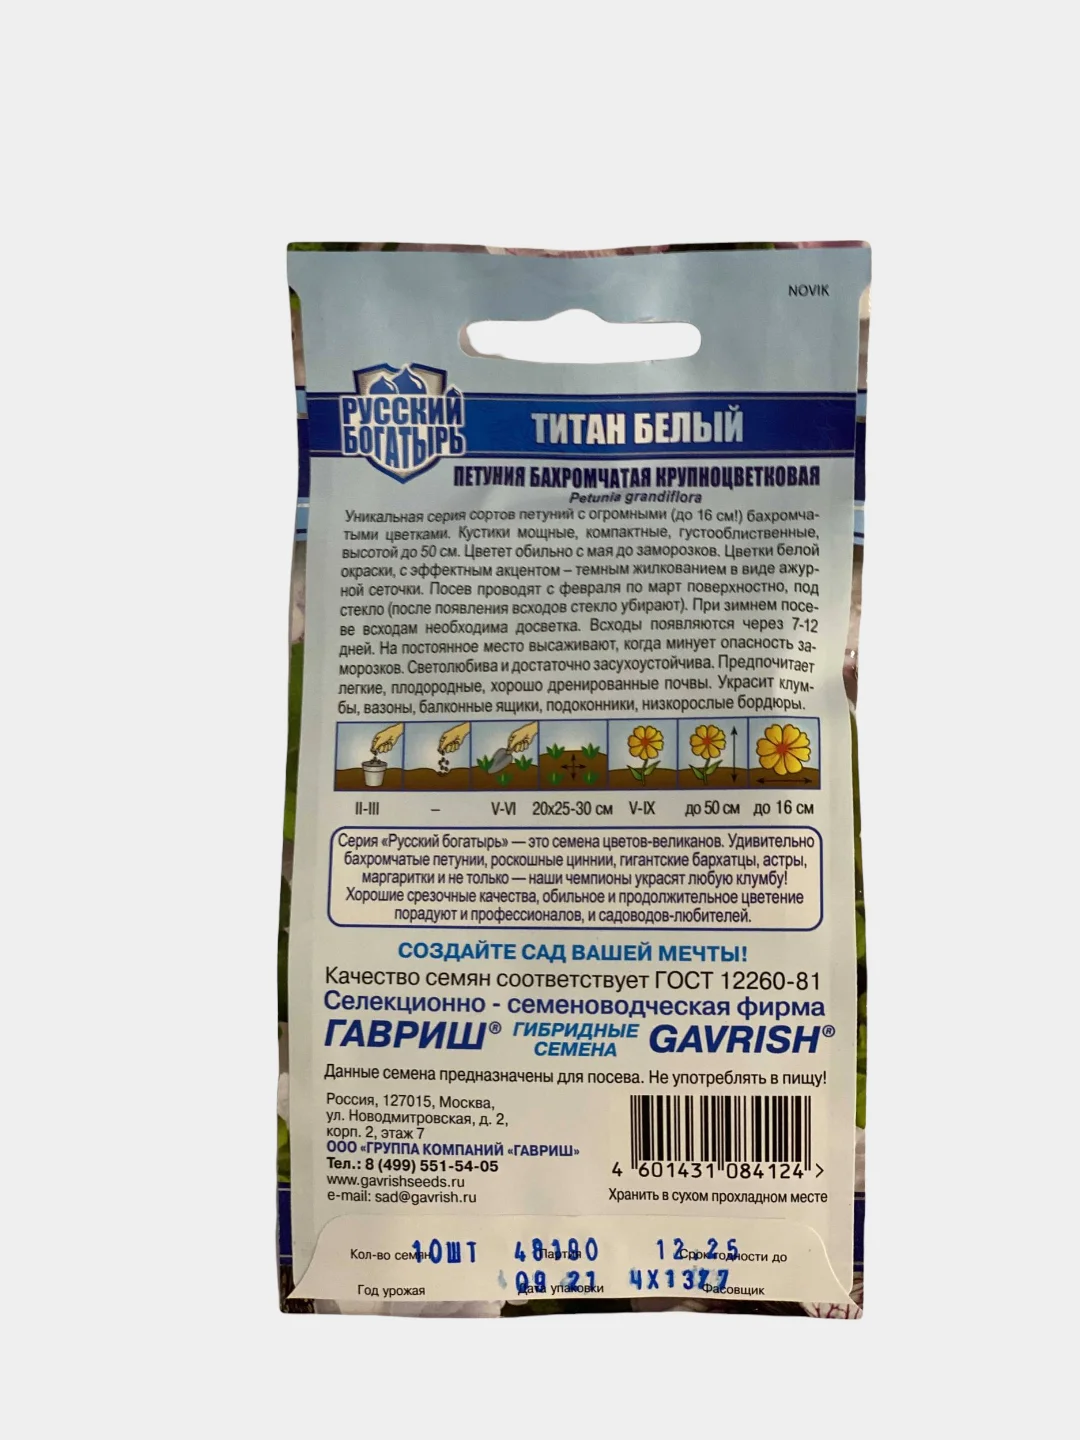 NOVIK
РУССКИЙ
БОГАТЫРЬ
ТИТАН БЕЛЫЙ
ПЕТУНИЯ БАХРОМЧАТАЯ КРУПНОЦВЕТКОВАЯ
Petunia grandiflora
Уникальная серия сортов петуний с огромными (до 16 см!) бахромча-
тыми цветками. Кустики мощные, компактные, густооблиственные,
высотой до 50 см. Цветет обильно с мая до заморозков. Цветки белой
окраски, с эффектным акцентом – темным жилкованием в виде ажур-
ной сеточки. Посев проводят с февраля по март поверхностно, под
стекло (после появления всходов стекло убирают). При зимнем посе-
ве всходам необходима досветка. Всходы появляются через 7-12
дней. На постоянное место высаживают, когда минует опасность за-
морозков. Светолюбива и достаточно засухоустойчива. Предпочитает
легкие, плодородные, хорошо дренированные почвы. Украсит клум-
бы, вазоны, балконные ящики, подоконники, низкорослые бордюры.
II-III – V-VI 20x25-30 см V-IX до 50 см до 16 см
Серия «Русский богатырь» — это семена цветов-великанов. Удивительно
бахромчатые петунии, роскошные циннии, гигантские бархатцы, астры,
маргаритки и не только — наши чемпионы украсят любую клумбу!
Хорошие срезочные качества, обильное и продолжительное цветение
порадуют и профессионалов, и садоводов-любителей.
СОЗДАЙТЕ САД ВАШЕЙ МЕЧТЫ!
Качество семян соответствует ГОСТ 12260-81
Селекционно - семеноводческая фирма
ГАВРИШ® ГИБРИДНЫЕ СЕМЕНА GAVRISH®
Данные семена предназначены для посева. Не употреблять в пищу!
Россия, 127015, Москва,
ул. Новодмитровская, д. 2,
корп. 2, этаж 7
ООО «ГРУППА КОМПАНИЙ «ГАВРИШ»
Тел.: 8 (499) 551-54-05
www.gavrishseeds.ru
e-mail: sad@gavrish.ru
4 601431 084124 >
Хранить в сухом прохладном месте
Кол-во семян 10ШТ Партия Срок годности до 12.25
Год урожая Дата упаковки 09 21 Фасовщик